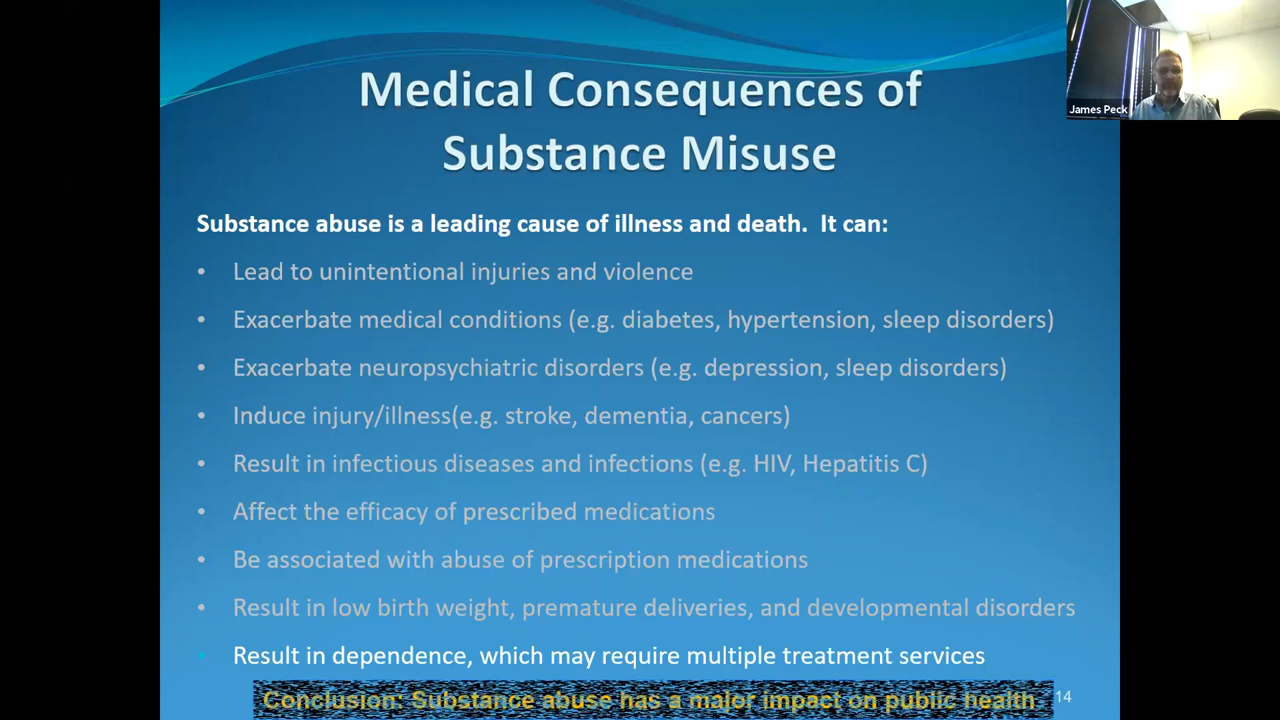 Medical Consequences of
Substance Misuse
James Peck
Substance abuse is a leading cause of illness and death.  It can:
• Lead to unintentional injuries and violence
• Exacerbate medical conditions (e.g. diabetes, hypertension, sleep disorders)
• Exacerbate neuropsychiatric disorders (e.g. depression, sleep disorders)
• Induce injury/illness(e.g. stroke, dementia, cancers)
• Result in infectious diseases and infections (e.g. HIV, Hepatitis C)
• Affect the efficacy of prescribed medications
• Be associated with abuse of prescription medications
• Result in low birth weight, premature deliveries, and developmental disorders
• Result in dependence, which may require multiple treatment services
Conclusion: Substance abuse has a major impact on public health
14